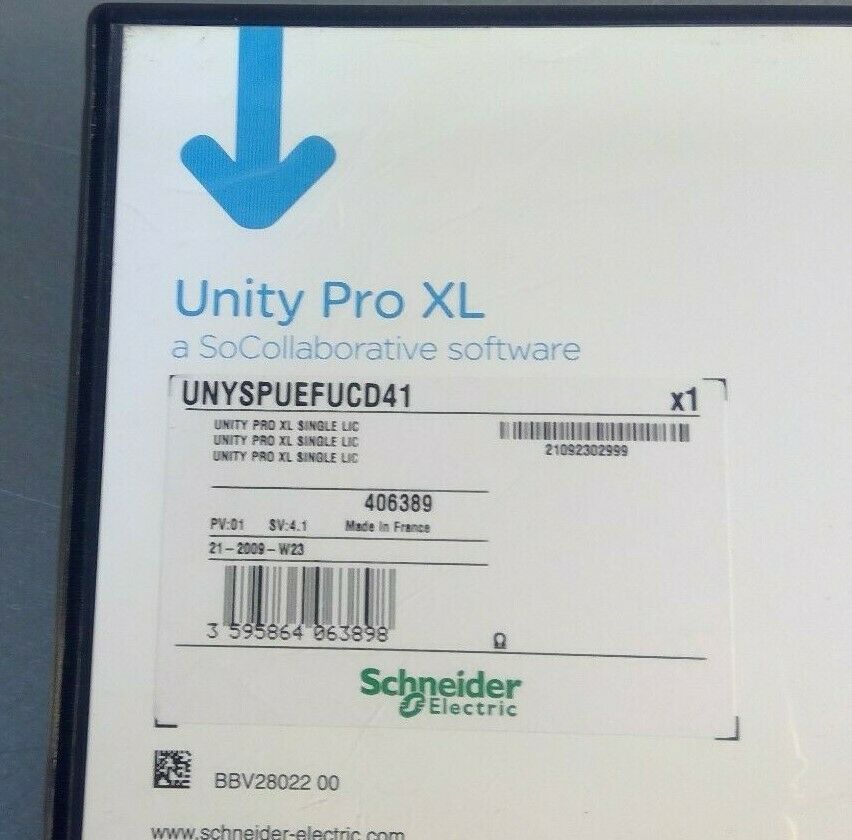 Unity Pro XL
a SoCollaborative software
UNYSPUEFUCD41 x1
UNITY PRO XL SINGLE LIC
UNITY PRO XL SINGLE LIC
UNITY PRO XL SINGLE LIC
21092302999
406389
PV:01 SV:4.1 Made in France
21-2009-W23
3 595864 063898
Ω
Schneider
Electric
BBV28022 00
www.schneider-electric.com